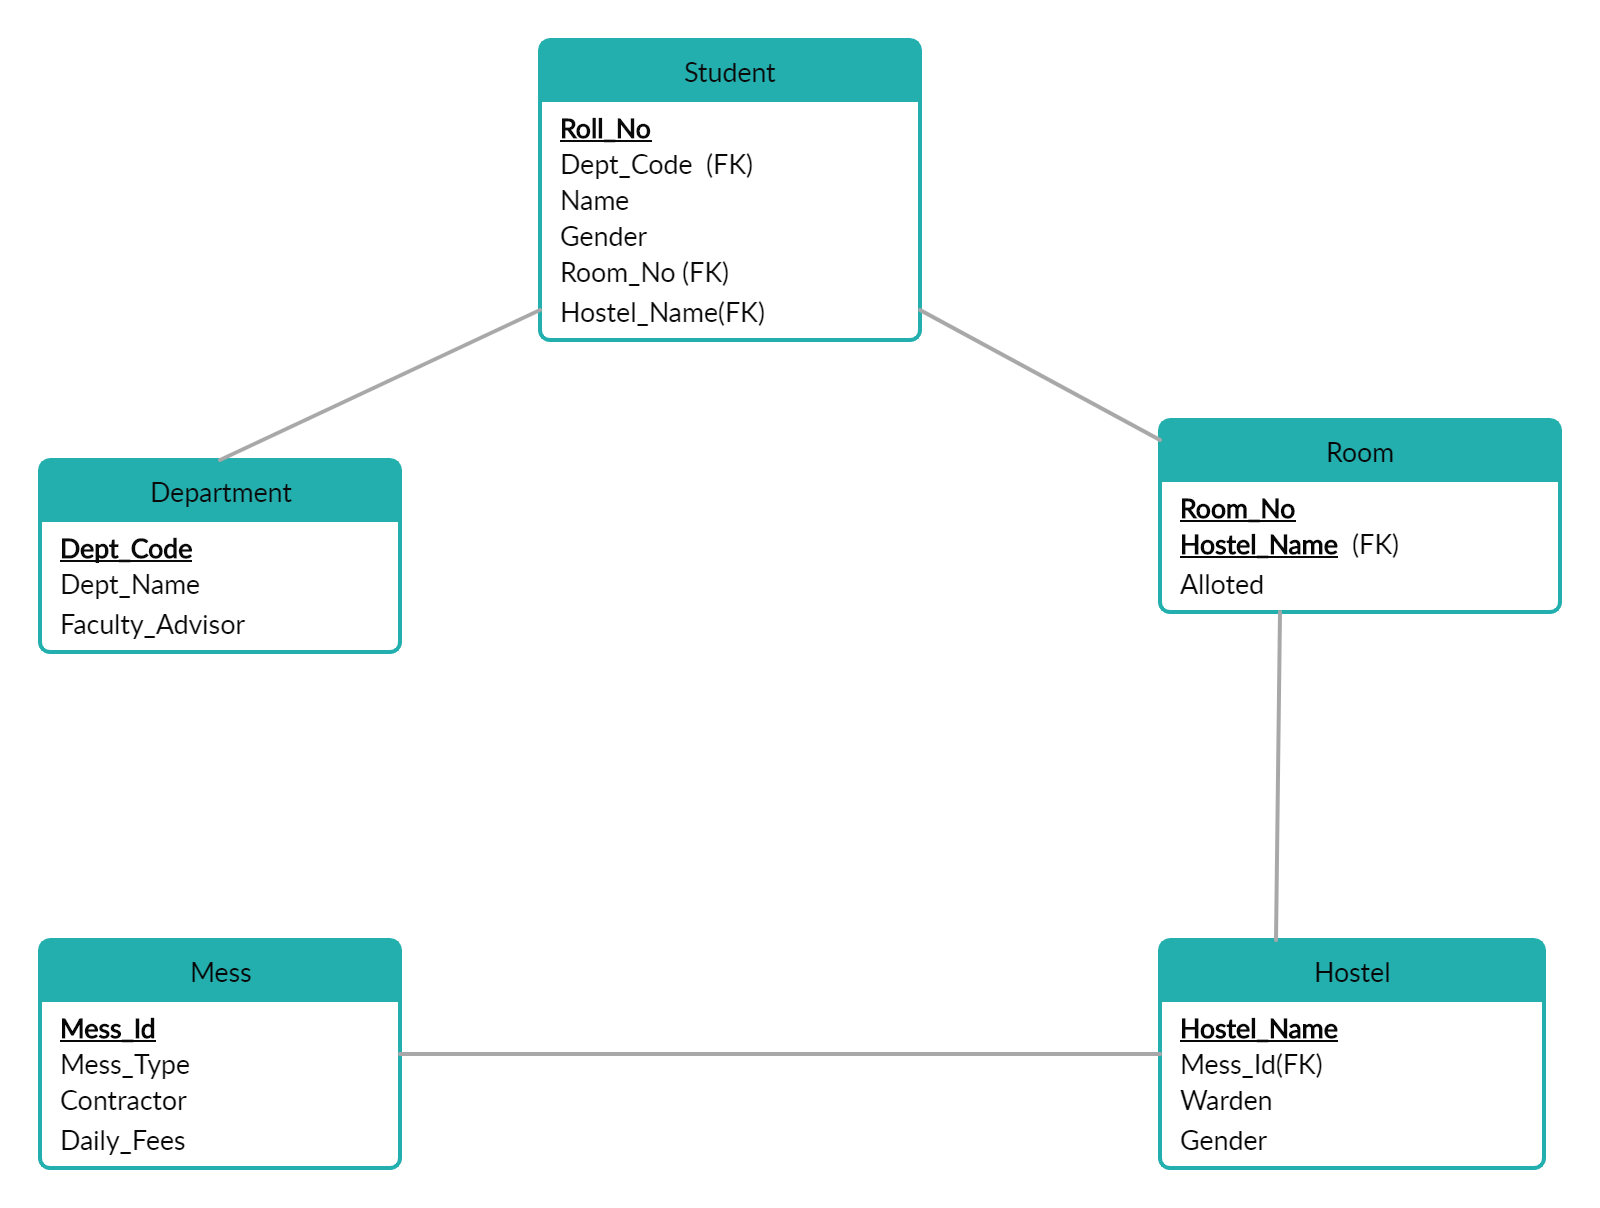 Student
Roll_No
Dept_Code (FK)
Name
Gender
Room_No (FK)
Hostel_Name(FK)
Department
Dept_Code
Dept_Name
Faculty_Advisor
Room
Room_No
Hostel_Name (FK)
Alloted
Mess
Mess_Id
Mess_Type
Contractor
Daily_Fees
Hostel
Hostel_Name
Mess_Id(FK)
Warden
Gender